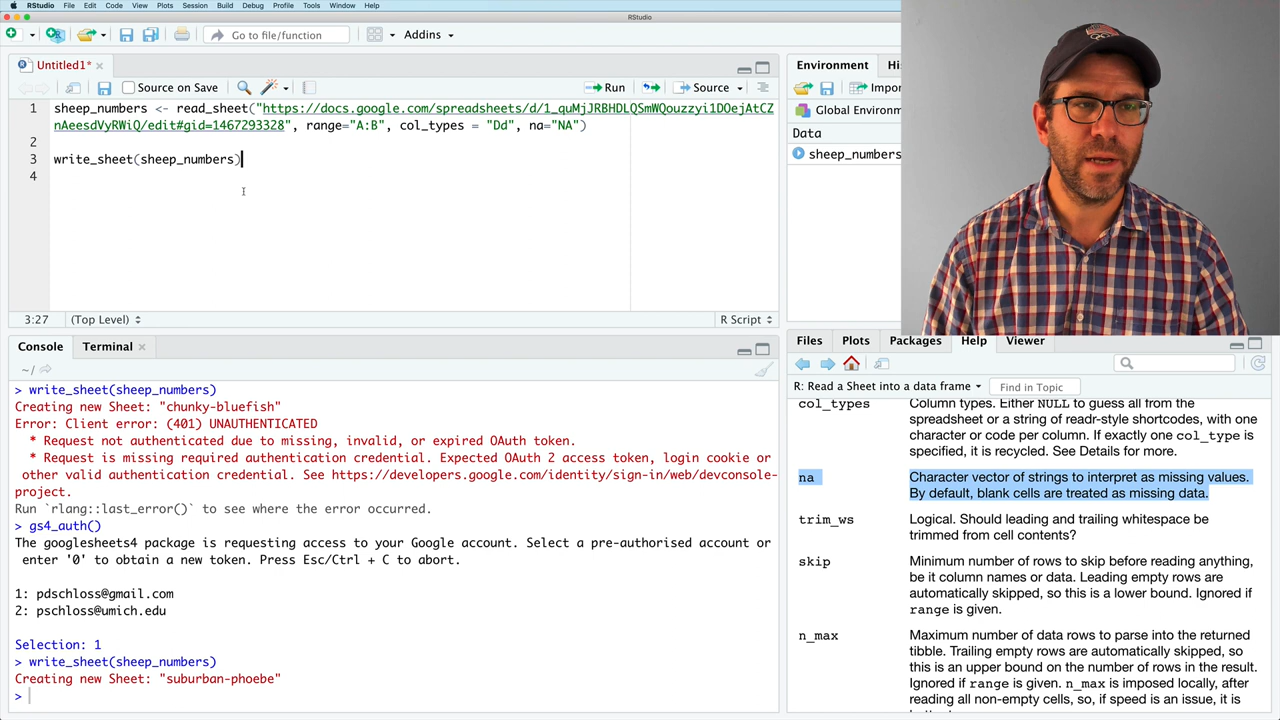 RStudio File Edit Code View Plots Session Build Debug Profile Tools Window Help
RStudio
Go to file/function Addins
Untitled1*
Source on Save Run Source
1 sheep_numbers <- read_sheet("https://docs.google.com/spreadsheets/d/1_quMjJRBHDLQSmWQouzzyi1DOejAtCZ
nAeesdVyRWiQ/edit#gid=1467293328", range="A:B", col_types = "Dd", na="NA")
2
3 write_sheet(sheep_numbers)
4
3:27 (Top Level) R Script
Console Terminal
~/
> write_sheet(sheep_numbers)
Creating new Sheet: "chunky-bluefish"
Error: Client error: (401) UNAUTHENTICATED
* Request not authenticated due to missing, invalid, or expired OAuth token.
* Request is missing required authentication credential. Expected OAuth 2 access token, login cookie or
other valid authentication credential. See https://developers.google.com/identity/sign-in/web/devconsole-
project.
Run `rlang::last_error()` to see where the error occurred.
> gs4_auth()
The googlesheets4 package is requesting access to your Google account. Select a pre-authorised account or
enter '0' to obtain a new token. Press Esc/Ctrl + C to abort.
1: pdschloss@gmail.com
2: pschloss@umich.edu
Selection: 1
> write_sheet(sheep_numbers)
Creating new Sheet: "suburban-phoebe"
>
Environment Hi
Impor
Global Environ
Data
sheep_numbers
Files Plots Packages Help Viewer
R: Read a Sheet into a data frame Find in Topic
col_types Column types. Either NULL to guess all from the
spreadsheet or a string of readr-style shortcodes, with one
character or code per column. If exactly one col_type is
specified, it is recycled. See Details for more.
na Character vector of strings to interpret as missing values.
By default, blank cells are treated as missing data.
trim_ws Logical. Should leading and trailing whitespace be
trimmed from cell contents?
skip Minimum number of rows to skip before reading anything,
be it column names or data. Leading empty rows are
automatically skipped, so this is a lower bound. Ignored if
range is given.
n_max Maximum number of data rows to parse into the returned
tibble. Trailing empty rows are automatically skipped, so
this is an upper bound on the number of rows in the result.
Ignored if range is given. n_max is imposed locally, after
reading all non-empty cells, so, if speed is an issue, it is